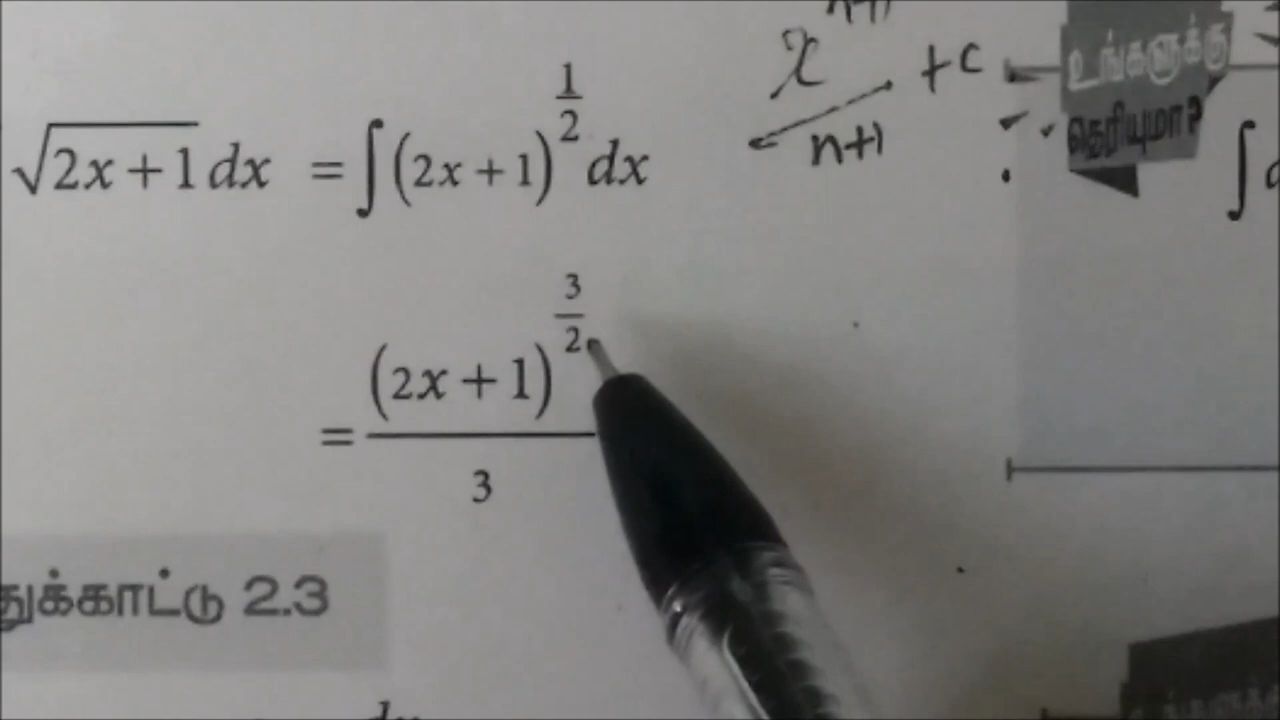 √(2x+1) dx = ∫(2x+1)^(1/2) dx
x^(n+1)/(n+1) +c
உங்களுக்கு
தெரியுமா?
∫
= (2x+1)^(3/2)/3
துக்காட்டு 2.3